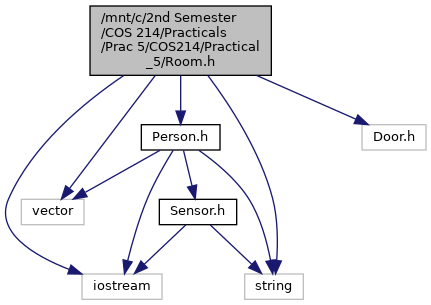 /mnt/c/2nd Semester
/COS 214/Practicals
/Prac 5/COS214/Practical
_5/Room.h
Person.h
Door.h
vector
Sensor.h
iostream
string